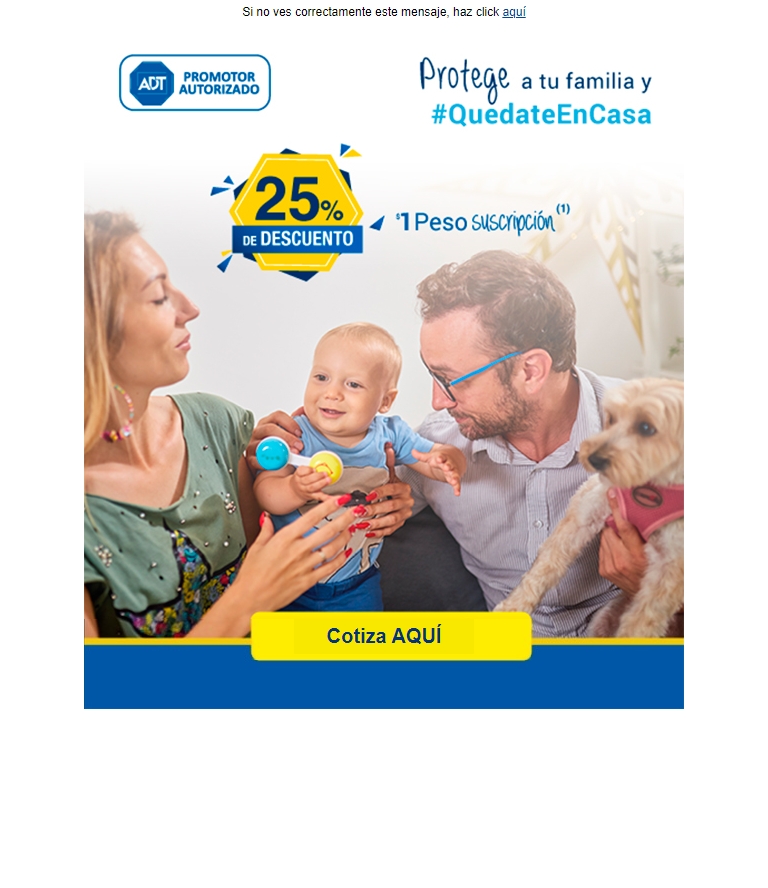 Si no ves correctamente este mensaje, haz click aquí
ADT
PROMOTOR
AUTORIZADO
Protege a tu familia y
#QuedateEnCasa
25%
DE DESCUENTO
$1 Peso suscripción(1)
Cotiza AQUÍ